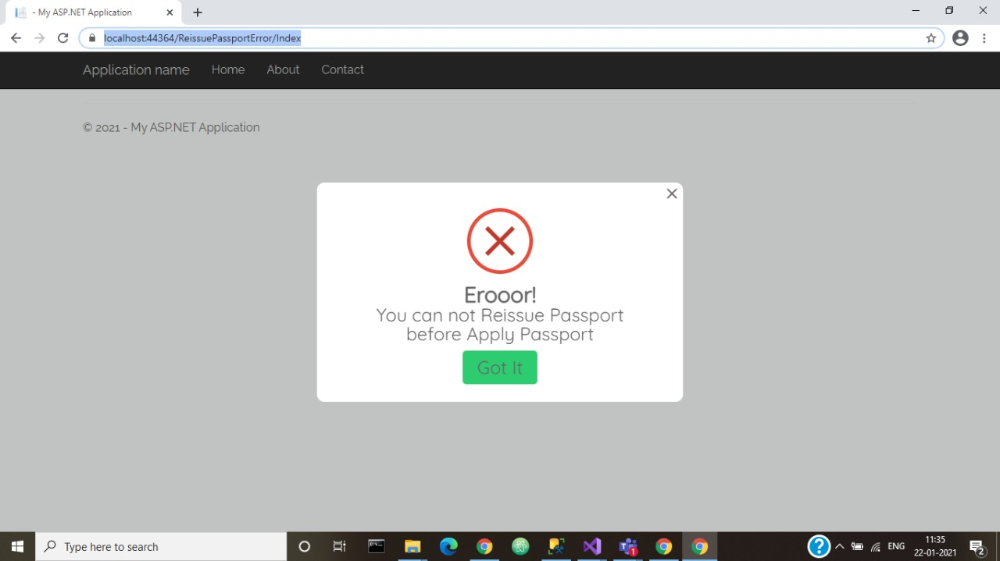 - My ASP.NET Application
localhost:44364/ReissuePassportError/Index
Application name Home About Contact
© 2021 - My ASP.NET Application
Erooor!
You can not Reissue Passport
before Apply Passport
Got It
Type here to search
1
?
ENG
11:35
22-01-2021
2